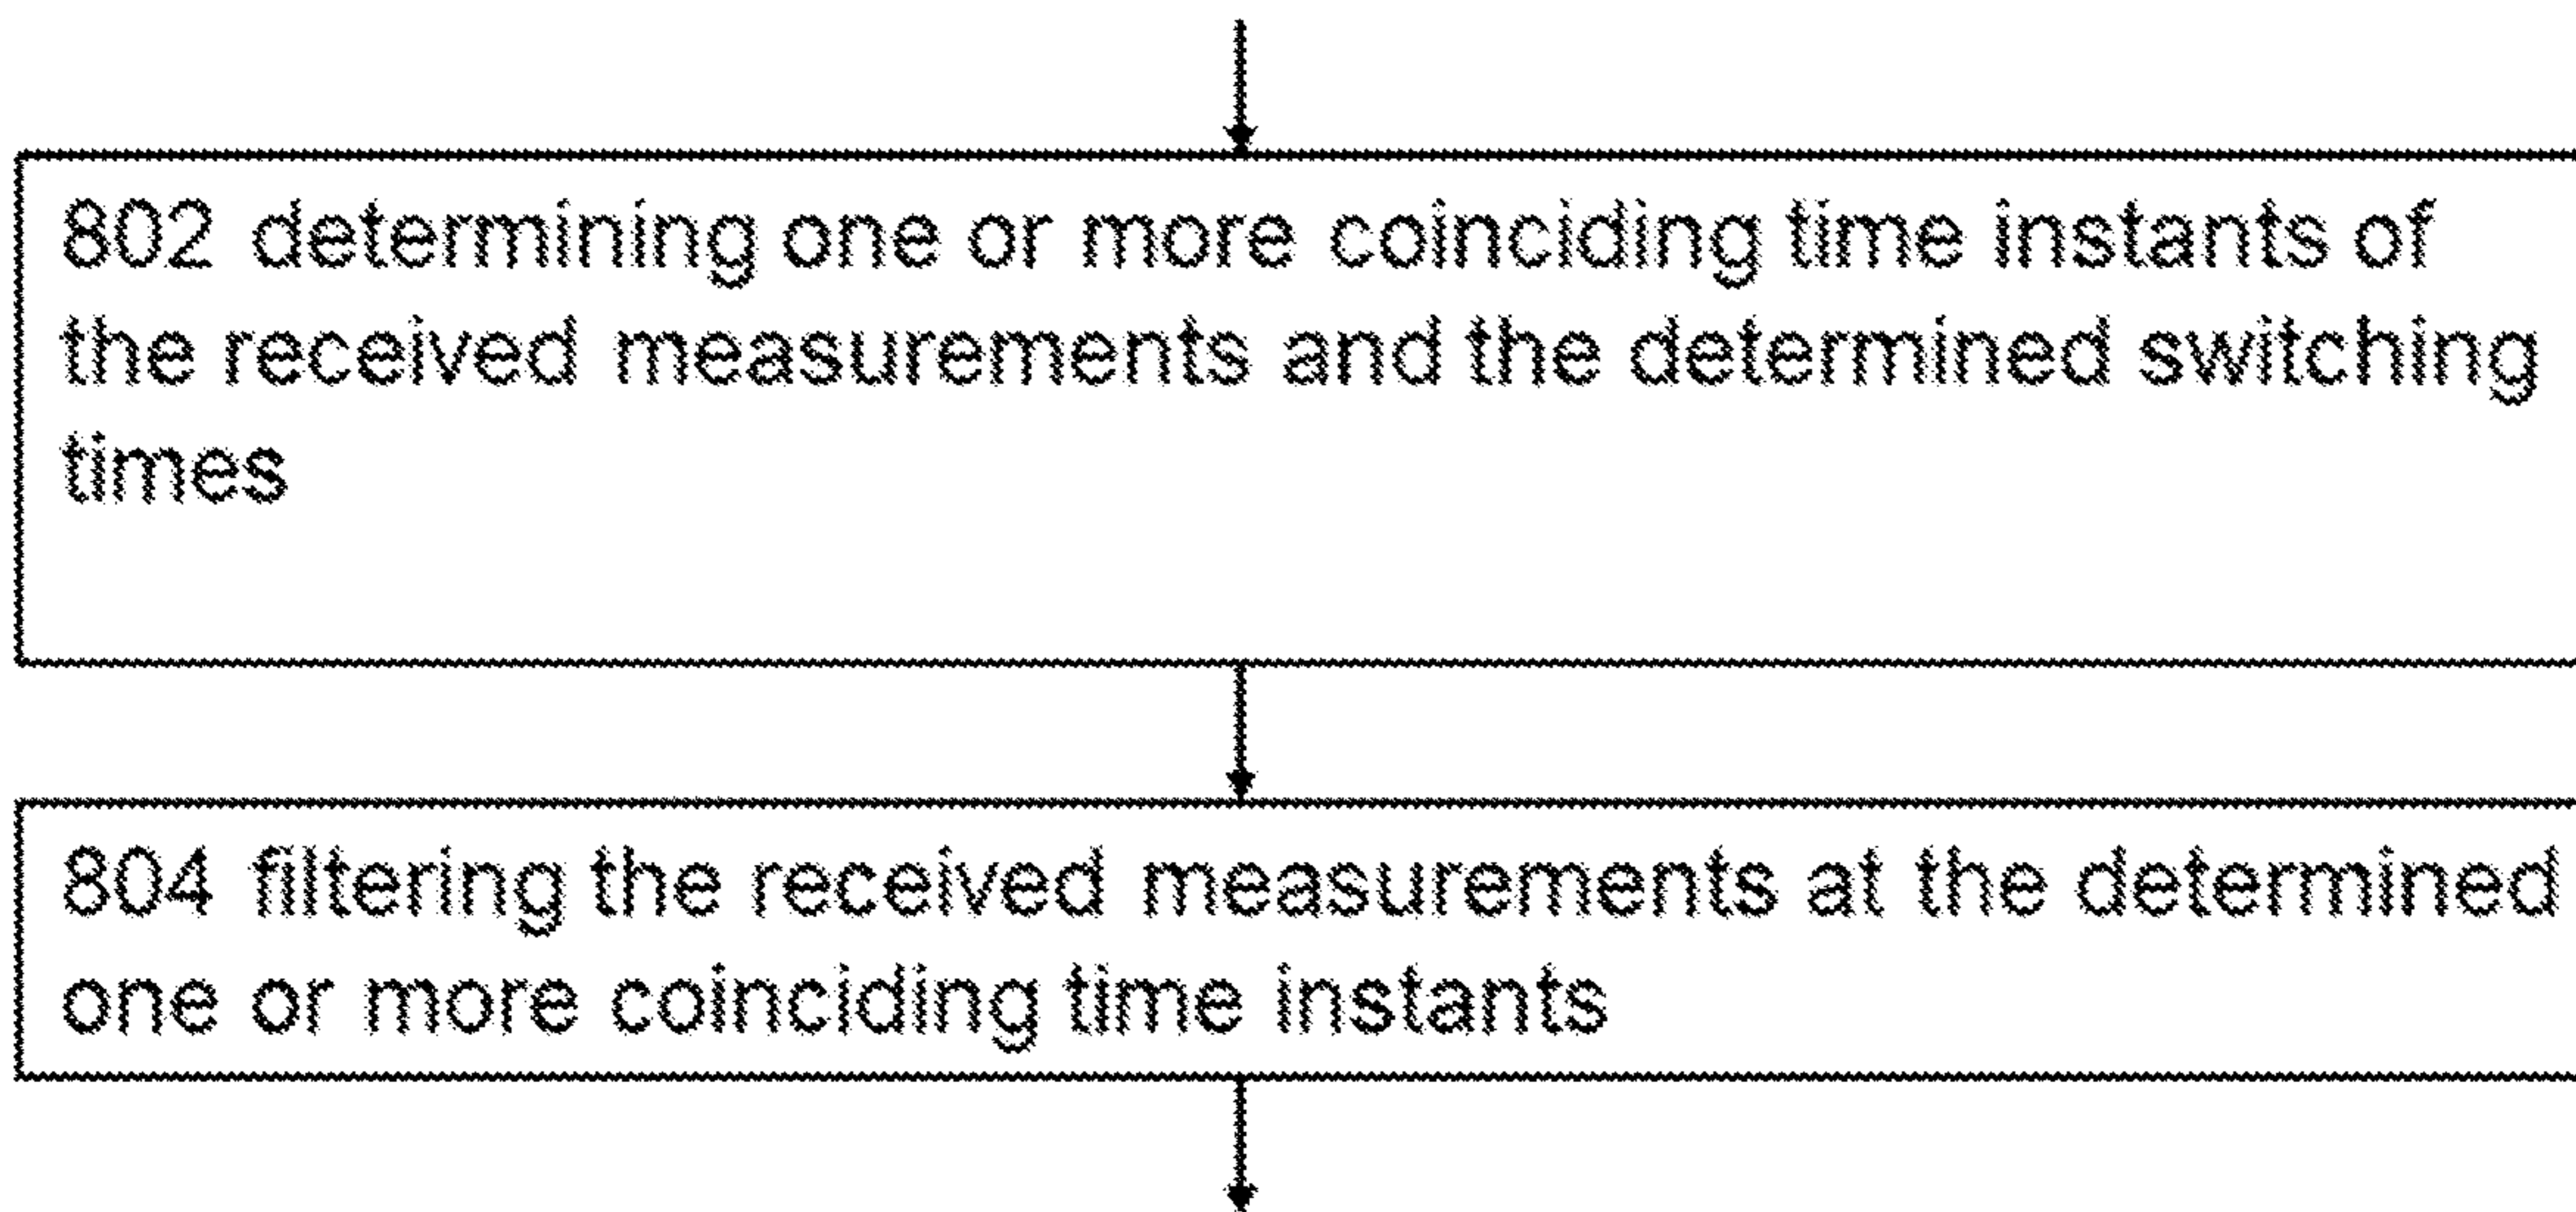 802 determining one or more coinciding time instants of
the received measurements and the determined switching
times
804 filtering the received measurements at the determined
one or more coinciding time instants